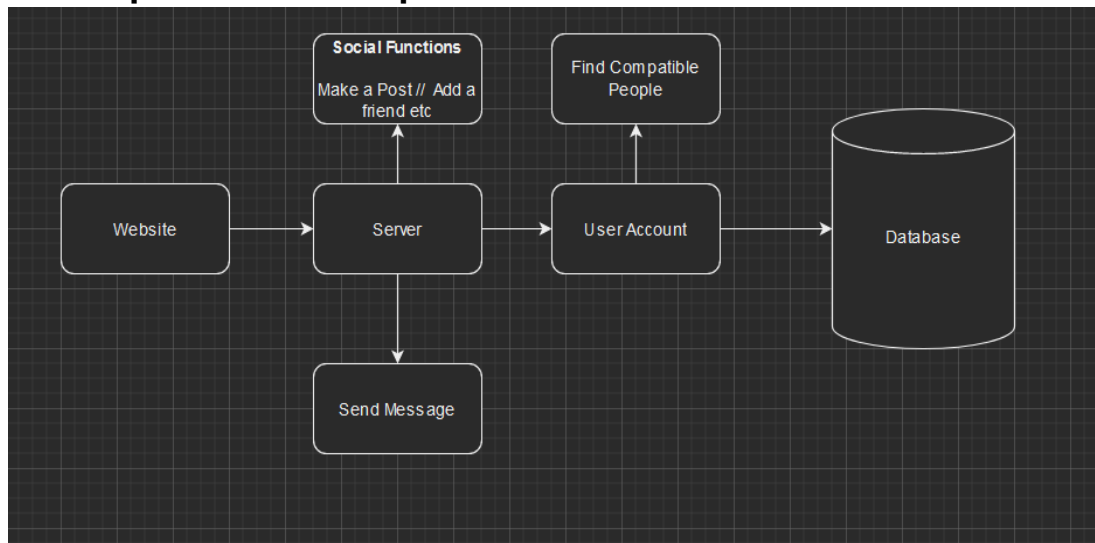 Social Functions
Make a Post // Add a
friend etc
Find Compatible
People
Website
Server
User Account
Database
Send Message